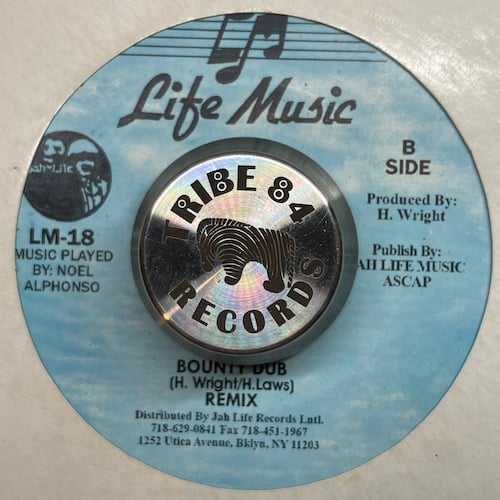 Life Music
Jah-Life
B
SIDE
Produced By:
H. Wright
LM-18
MUSIC PLAYED
BY: NOEL
ALPHONSO
Publish By:
AH LIFE MUSIC
ASCAP
TRIBE 84
RECORDS
BOUNTY DUB
(H. Wright/H.Laws)
REMIX
Distributed By Jah Life Records Lntl.
718-629-0841 Fax 718-451-1967
1252 Utica Avenue, Bklyn, NY 11203